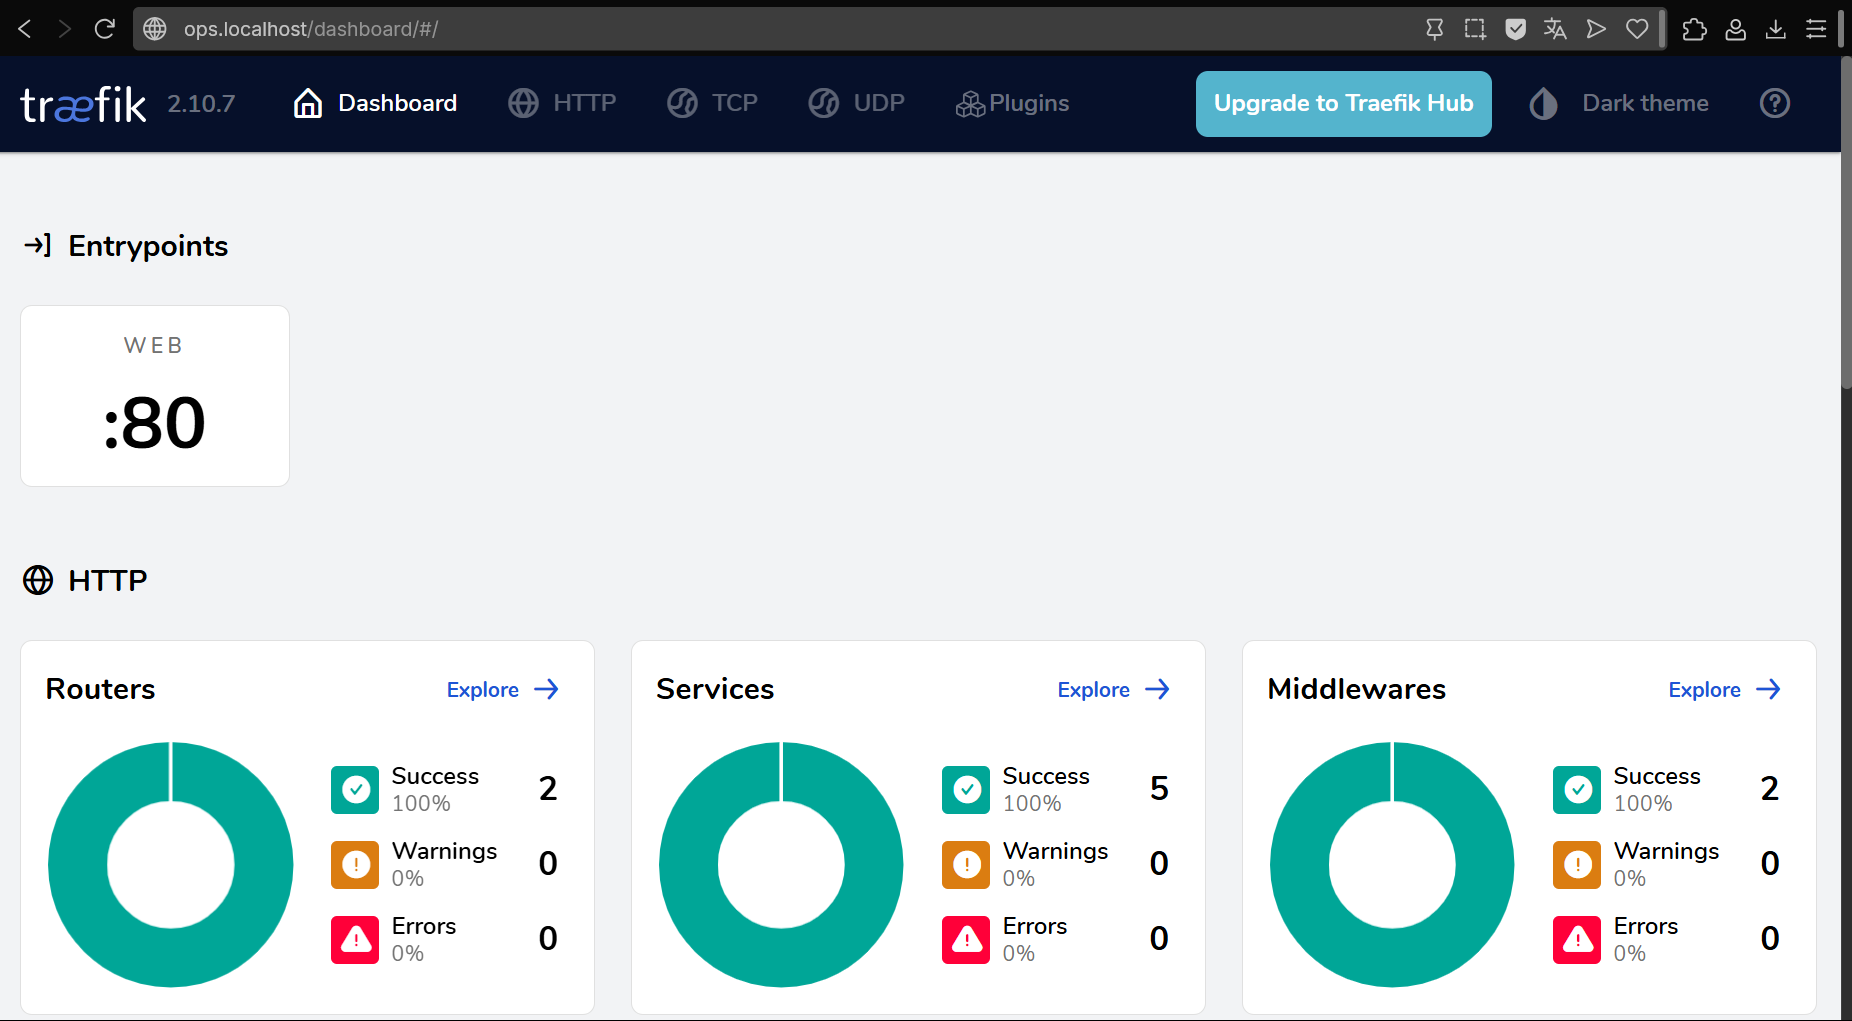 ops.localhost/dashboard/#/
træfik 2.10.7 Dashboard HTTP TCP UDP Plugins Upgrade to Traefik Hub Dark theme
Entrypoints
WEB
:80
HTTP
Routers Explore
Success 2
100%
Warnings 0
0%
Errors 0
0%
Services Explore
Success 5
100%
Warnings 0
0%
Errors 0
0%
Middlewares Explore
Success 2
100%
Warnings 0
0%
Errors 0
0%